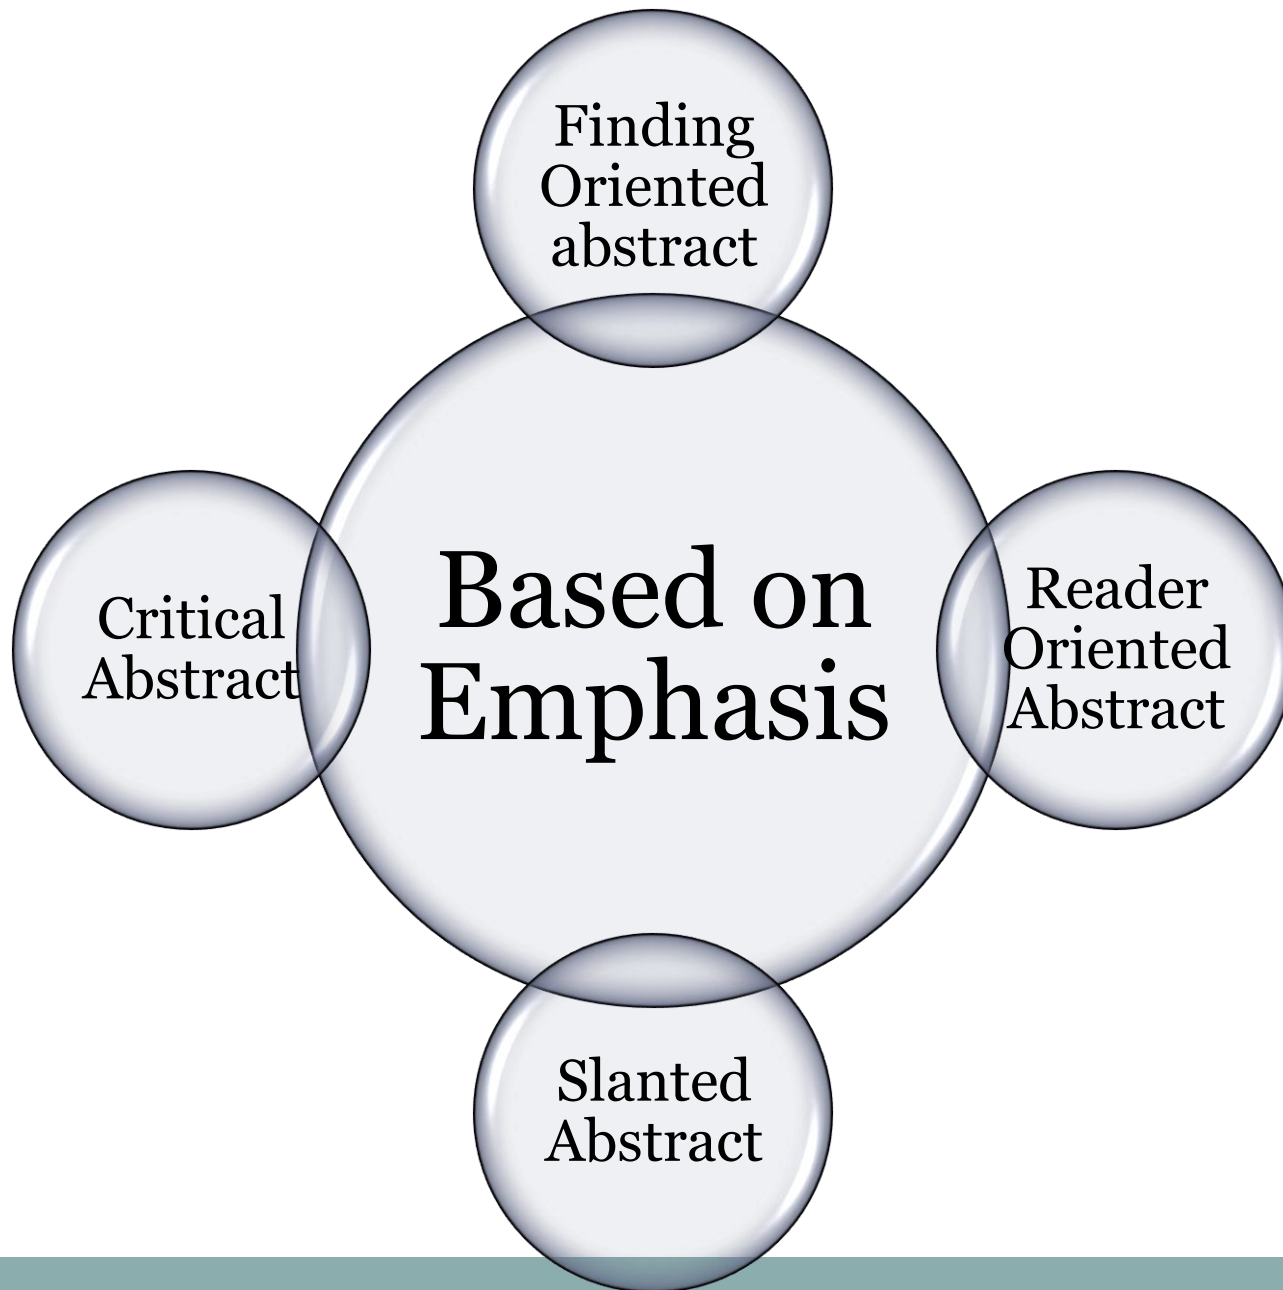 Finding
Oriented
abstract
Based on
Emphasis
Reader
Oriented
Abstract
Slanted
Abstract
Critical
Abstract